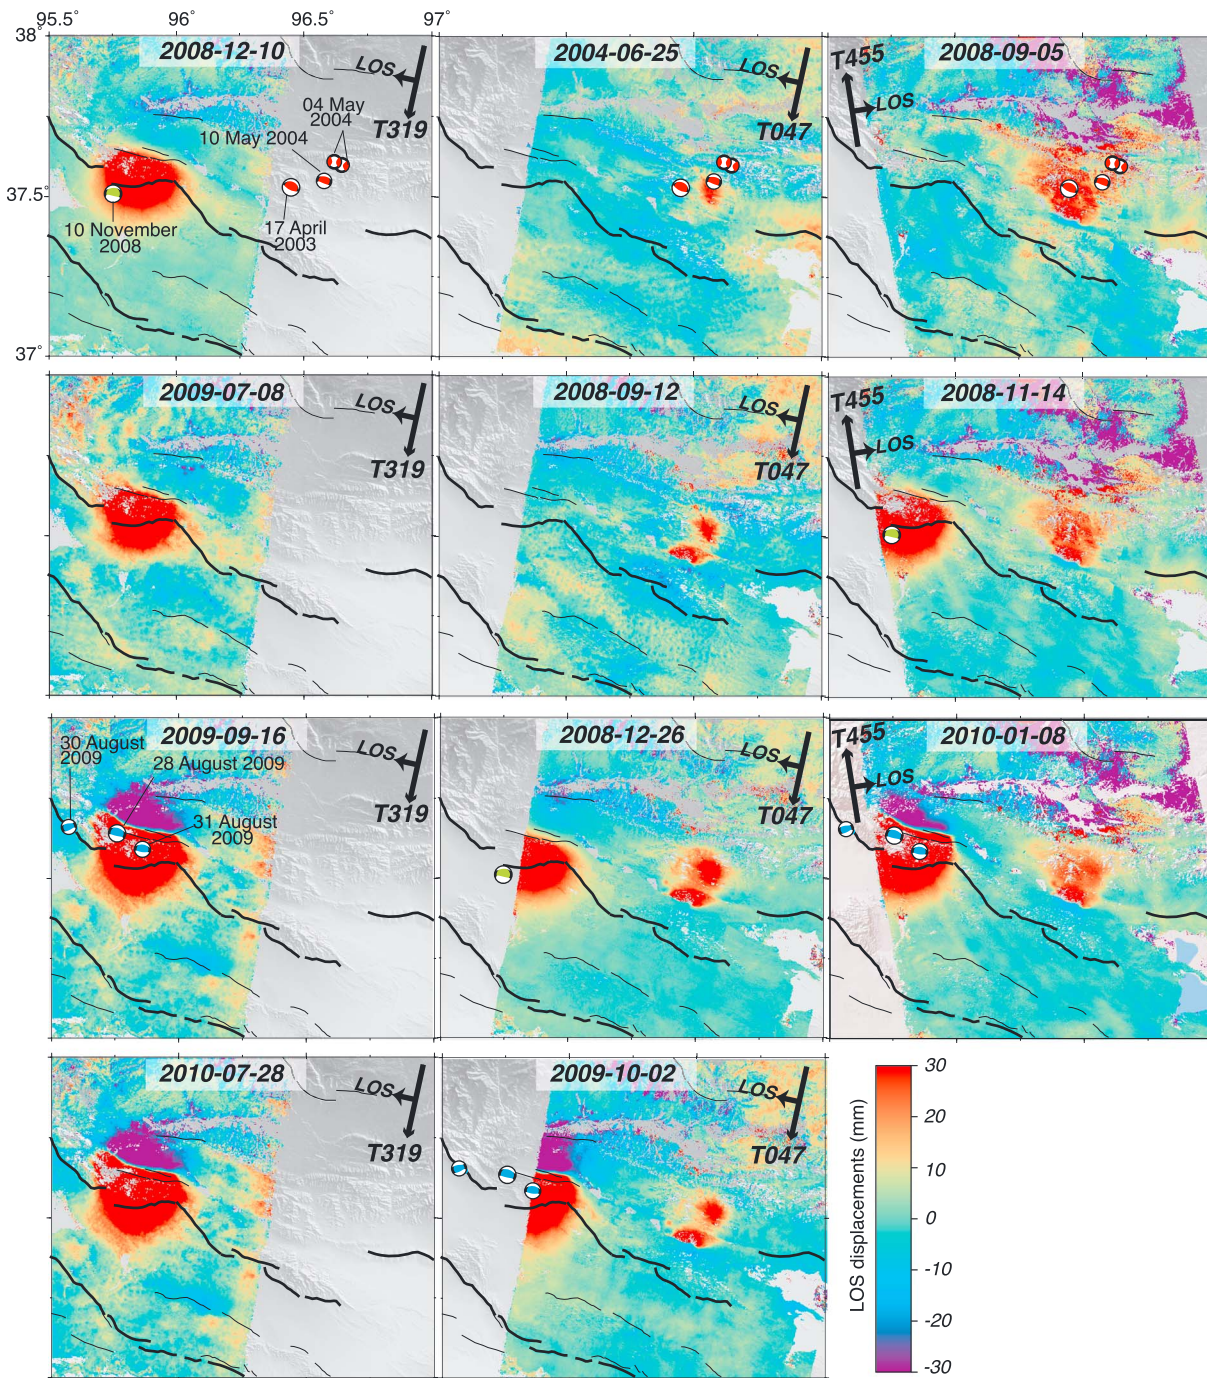 95.5°
96°
96.5°
97°
38°
37.5°
37°
2008-12-10
LOS
T319
04 May
2004
10 May 2004
17 April
2003
10 November
2008
2004-06-25
LOS
T047
2008-09-05
T455
LOS
2009-07-08
LOS
T319
2008-09-12
LOS
T047
2008-11-14
T455
LOS
2009-09-16
LOS
T319
30 August
2009
28 August 2009
31 August
2009
2008-12-26
LOS
T047
2010-01-08
T455
LOS
2010-07-28
LOS
T319
2009-10-02
LOS
T047
LOS displacements (mm)
30
20
10
0
-10
-20
-30